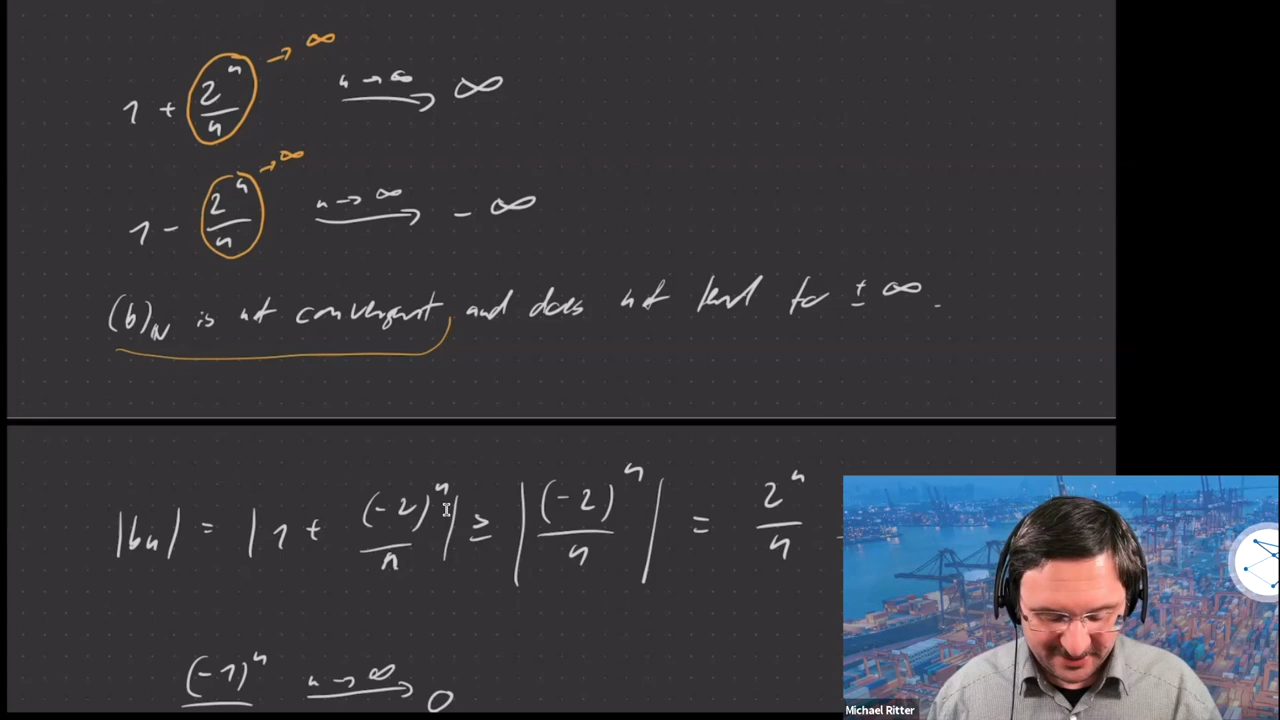 1 + 2^n/n → ∞ n → ∞ ⟶ ∞
1 - 2^n/n → ∞ n → ∞ ⟶ - ∞
(b)_ℕ is not convergent and does not tend to ± ∞ .
|bn| = | 1 + (-2)^n/n | ≥ | (-2)^n/n | = 2^n/n
(-1)^n n → ∞ ⟶ 0
Michael Ritter